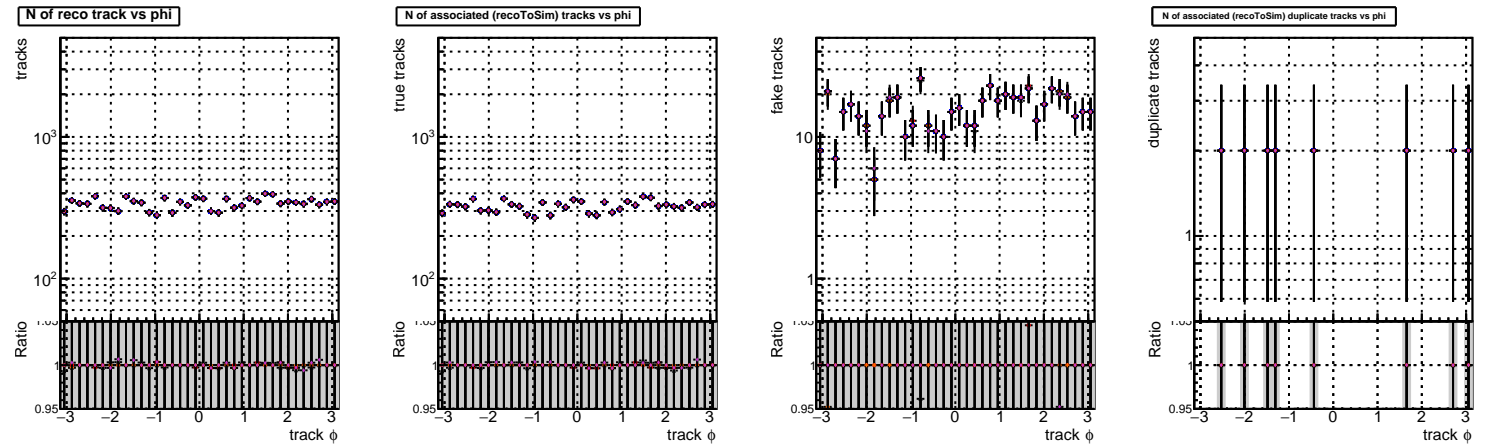 N of reco track vs phi
tracks
10³
10²
Ratio
1
0.95
−3 −2 −1 0 1 2 3
track ϕ
N of associated (recoToSim) tracks vs phi
true tracks
10³
10²
Ratio
1
0.95
−3 −2 −1 0 1 2 3
track ϕ
fake tracks
10
1
Ratio
1
0.95
−3 −2 −1 0 1 2 3
track ϕ
N of associated (recoToSim) duplicate tracks vs phi
duplicate tracks
1
Ratio
1
0.95
−3 −2 −1 0 1 2 3
track ϕ